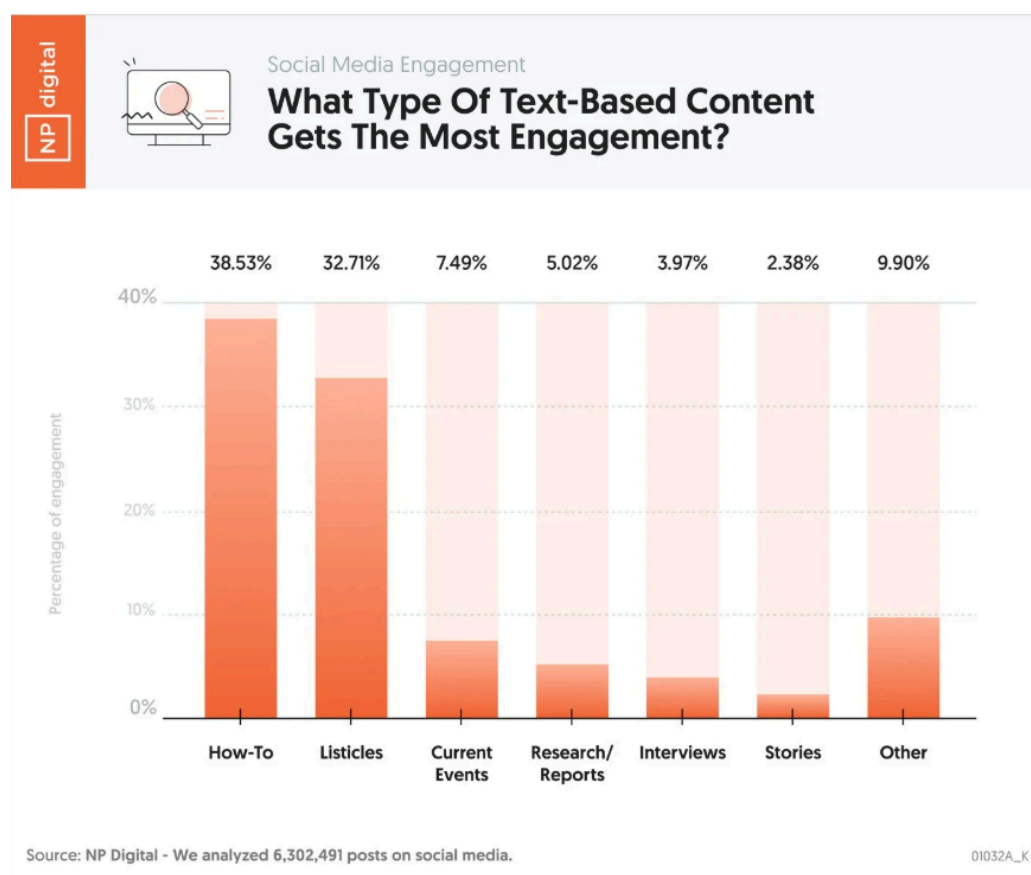 NP digital
Social Media Engagement
What Type Of Text-Based Content
Gets The Most Engagement?
38.53% 32.71% 7.49% 5.02% 3.97% 2.38% 9.90%
40%
30%
20%
10%
0%
Percentage of engagement
How-To Listicles Current Research/ Interviews Stories Other
Events Reports
Source: NP Digital - We analyzed 6,302,491 posts on social media.
01032A_K